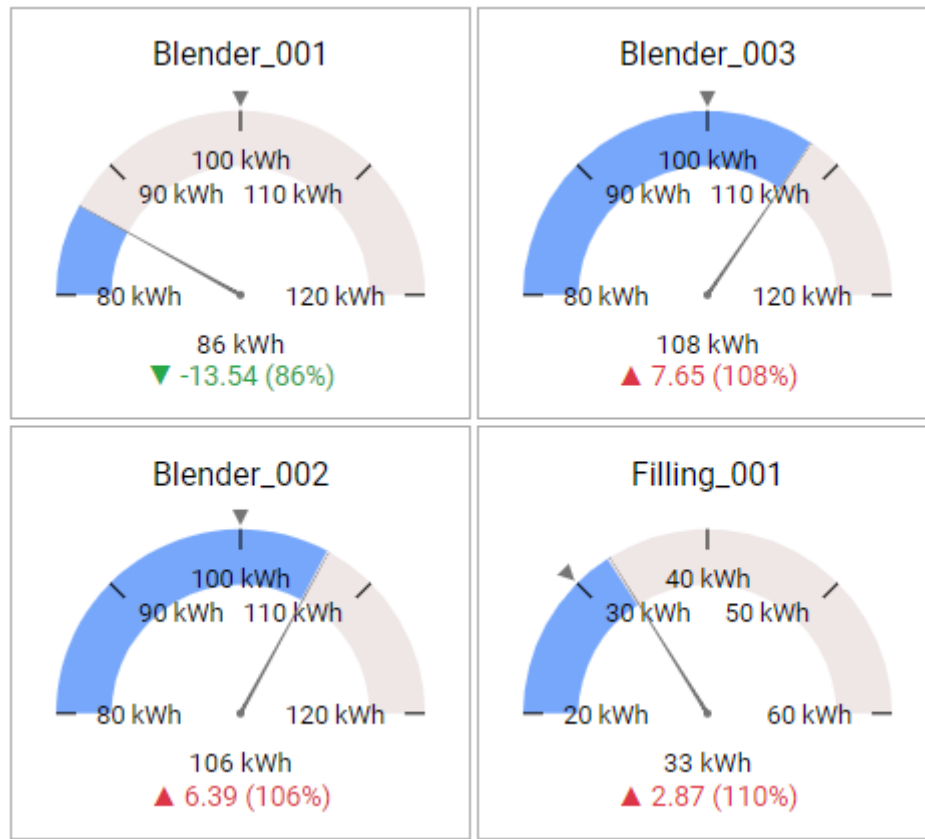 Blender_001
100 kWh
90 kWh 110 kWh
80 kWh 120 kWh
86 kWh
▼ -13.54 (86%)
Blender_003
100 kWh
90 kWh 110 kWh
80 kWh 120 kWh
108 kWh
▲ 7.65 (108%)
Blender_002
100 kWh
90 kWh 110 kWh
80 kWh 120 kWh
106 kWh
▲ 6.39 (106%)
Filling_001
40 kWh
30 kWh 50 kWh
20 kWh 60 kWh
33 kWh
▲ 2.87 (110%)